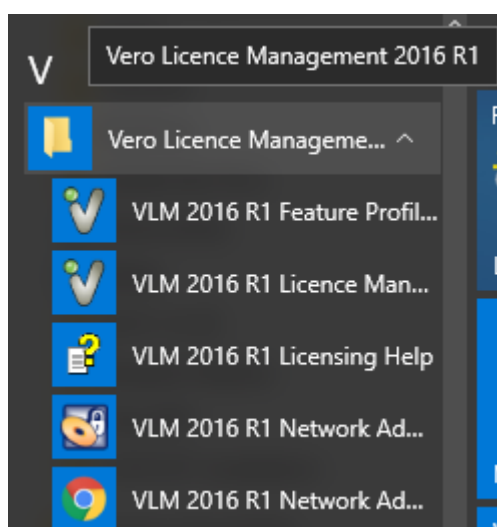 Vero Licence Management 2016 R1
V
Vero Licence Manageme...
VLM 2016 R1 Feature Profil...
VLM 2016 R1 Licence Man...
VLM 2016 R1 Licensing Help
VLM 2016 R1 Network Ad...
VLM 2016 R1 Network Ad...